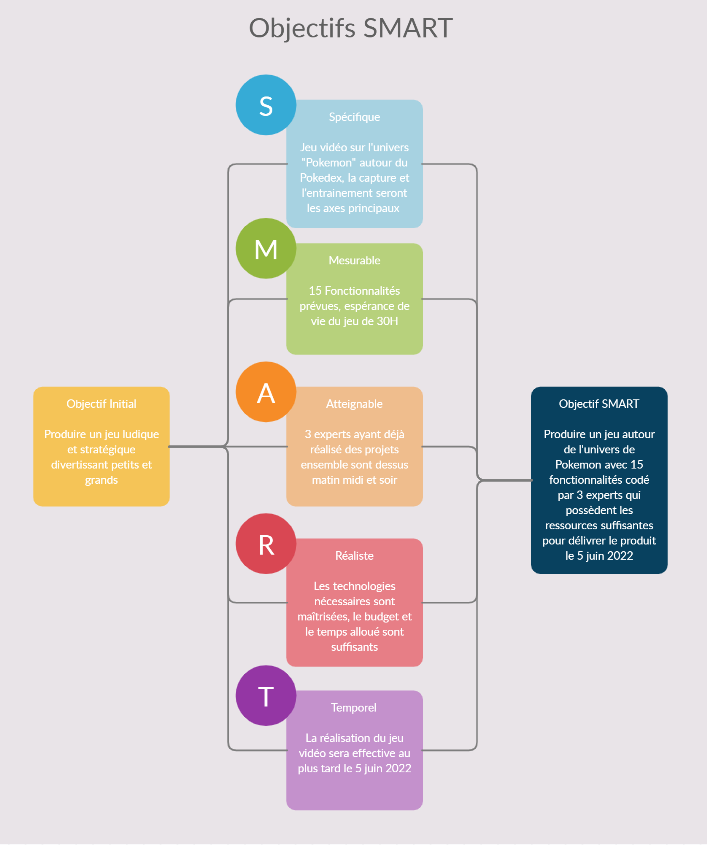 Objectifs SMART
S
Spécifique
Jeu vidéo sur l'univers
"Pokemon" autour du
Pokedex, la capture et
l'entrainement seront
les axes principaux
M
Mesurable
15 Fonctionnalités
prévues, espérance de
vie du jeu de 30H
Objectif Initial
Produire un jeu ludique
et stratégique
divertissant petits et
grands
A
Atteignable
3 experts ayant déjà
réalisé des projets
ensemble sont dessus
matin midi et soir
R
Réaliste
Les technologies
nécessaires sont
maîtrisées, le budget et
le temps alloué sont
suffisants
T
Temporel
La réalisation du jeu
vidéo sera effective au
plus tard le 5 juin 2022
Objectif SMART
Produire un jeu autour
de l'univers de
Pokemon avec 15
fonctionnalités codé
par 3 experts qui
possèdent les
ressources suffisantes
pour délivrer le produit
le 5 juin 2022